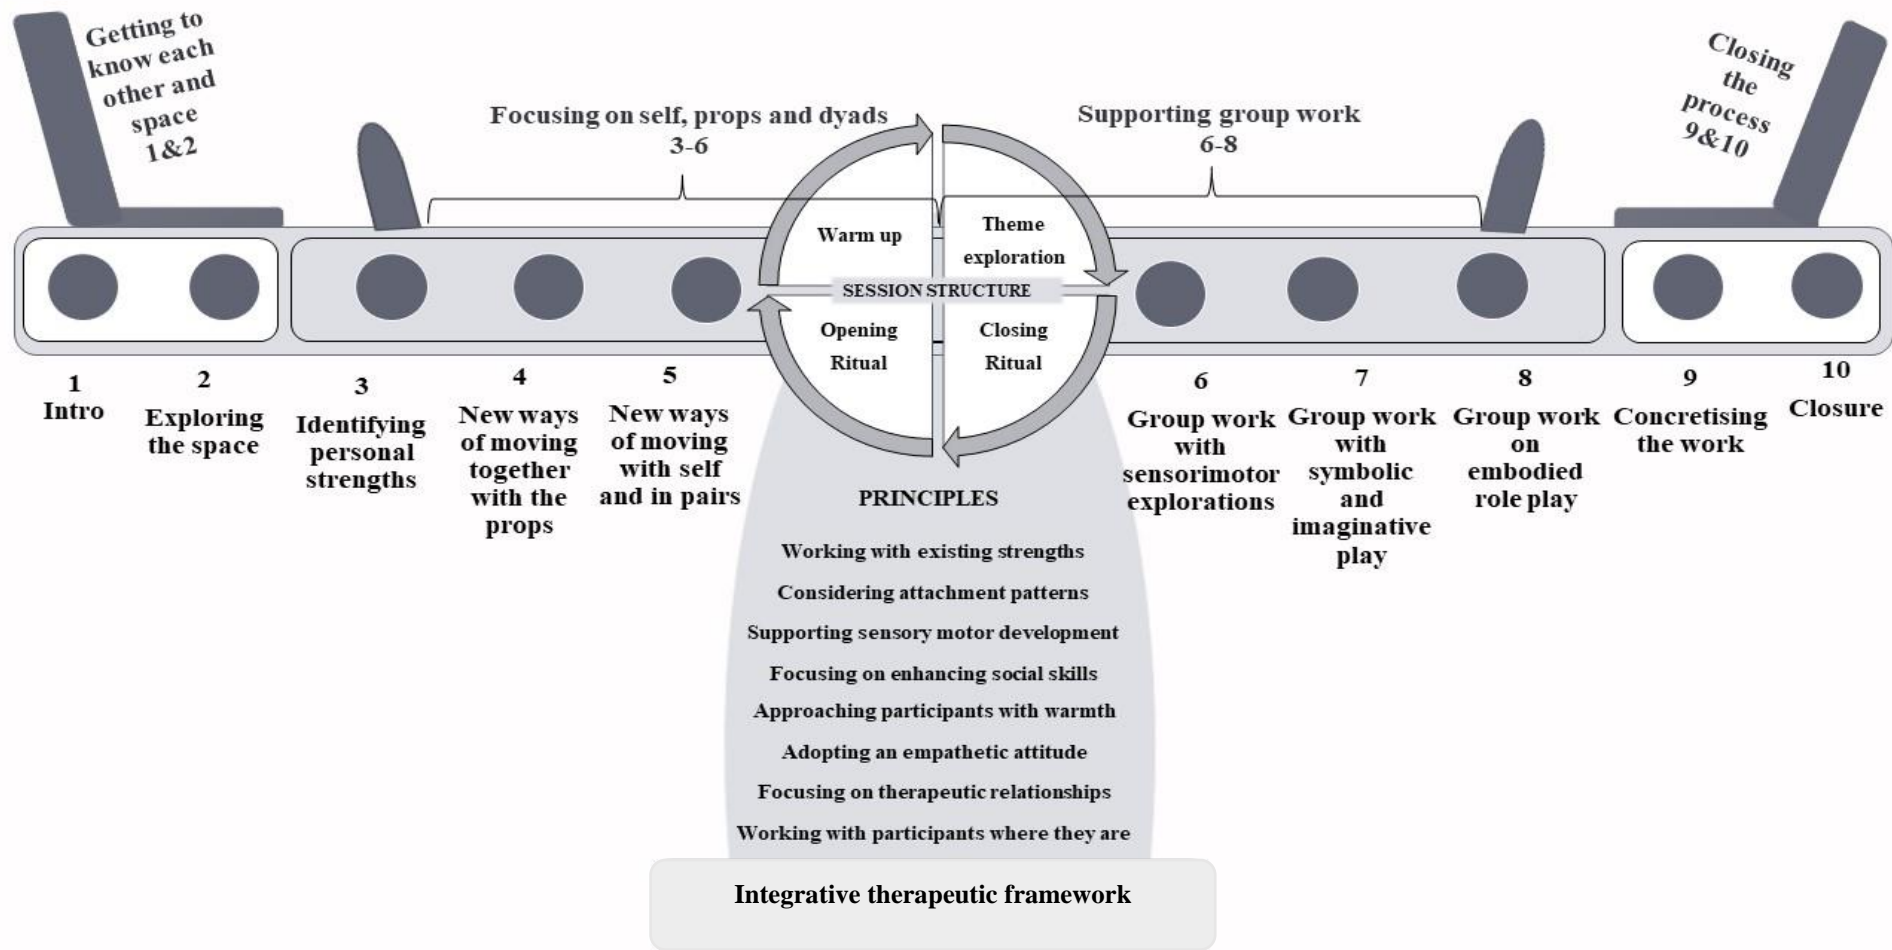 Getting to
know each
other and
space
1&2
Focusing on self, props and dyads
3-6
Supporting group work
6-8
Closing
the
process
9&10
Warm up
Theme
exploration
SESSION STRUCTURE
Opening
Ritual
Closing
Ritual
1
Intro
2
Exploring
the space
3
Identifying
personal
strengths
4
New ways
of moving
together
with the
props
5
New ways
of moving
with self
and in pairs
6
Group work
with
sensorimotor
explorations
7
Group work
with
symbolic
and
imaginative
play
8
Group work
on
embodied
role play
9
Concretising
the work
10
Closure
PRINCIPLES
Working with existing strengths
Considering attachment patterns
Supporting sensory motor development
Focusing on enhancing social skills
Approaching participants with warmth
Adopting an empathetic attitude
Focusing on therapeutic relationships
Working with participants where they are
Integrative therapeutic framework